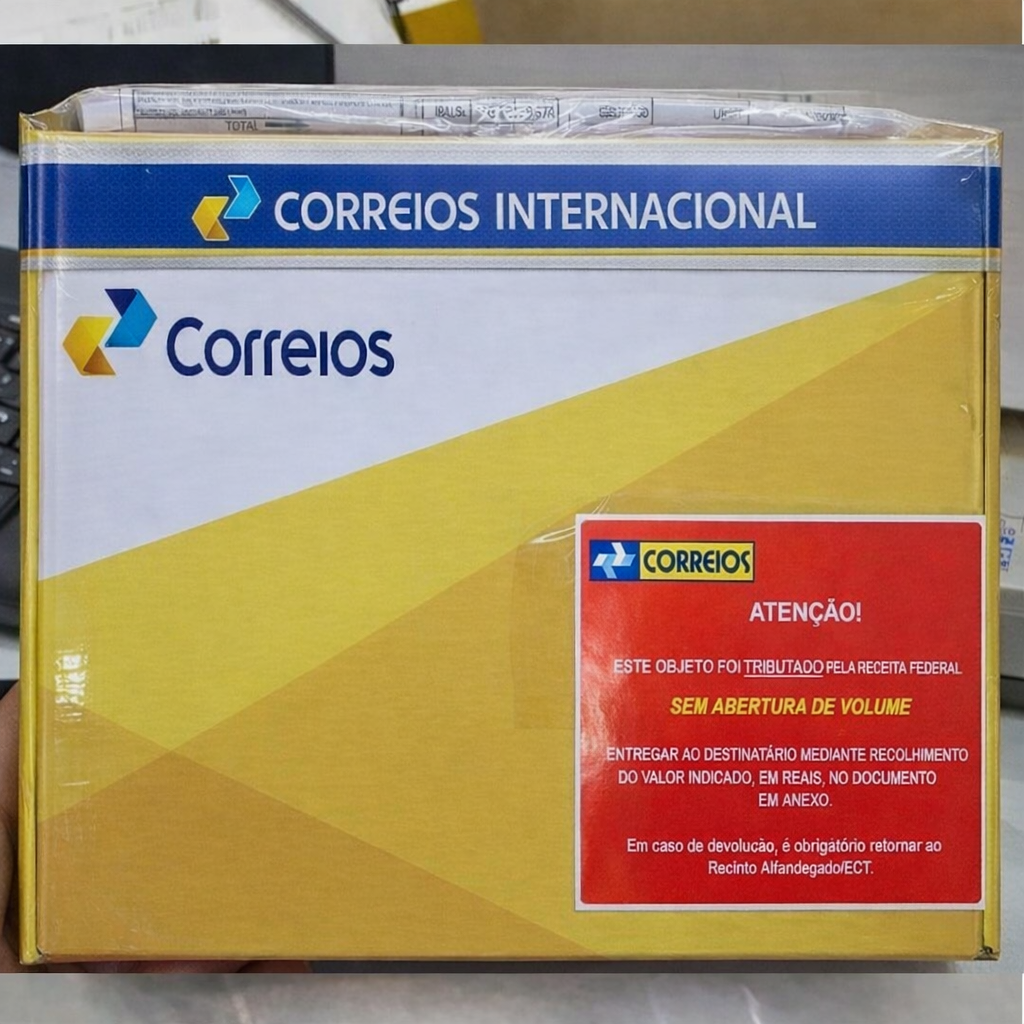 TOTAL
CORREIOS INTERNACIONAL
Correios
CORREIOS
ATENÇÃO!
ESTE OBJETO FOI TRIBUTADO PELA RECEITA FEDERAL
SEM ABERTURA DE VOLUME
ENTREGAR AO DESTINATÁRIO MEDIANTE RECOLHIMENTO
DO VALOR INDICADO, EM REAIS, NO DOCUMENTO
EM ANEXO.
Em caso de devolucão, é obrigatório retornar ao
Recinto Alfandegado/ECT.